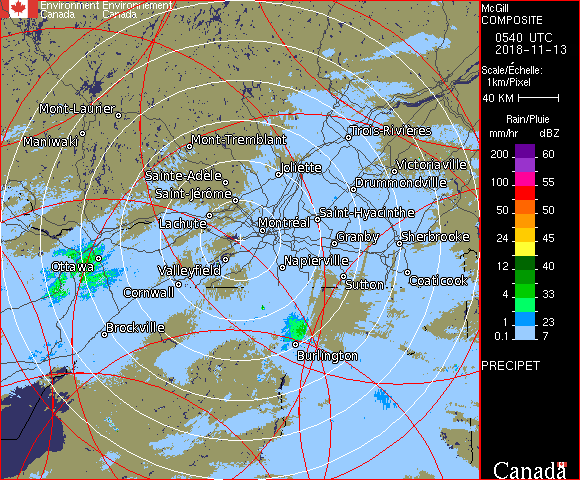 Environment Environnement
Canada Canada
McGill
COMPOSITE
0540 UTC
2018-11-13
Scale/Échelle:
1km/Pixel
40 KM
Rain/Pluie
mm/hr dBZ
200 60
100 55
50 50
24 45
12 40
4 33
1 23
0.1 7
PRECIPET
Canada
Mont-Laurier
Maniwaki
Mont-Tremblant
Trois-Rivières
Sainte-Adèle
Joliette
Victoriaville
Saint-Jérôme
Drummondville
Lachute
Montréal
Saint-Hyacinthe
Granby
Sherbrooke
Ottawa
Valleyfield
Napierville
Cornwall
Sutton
Coaticook
Brockville
Burlington